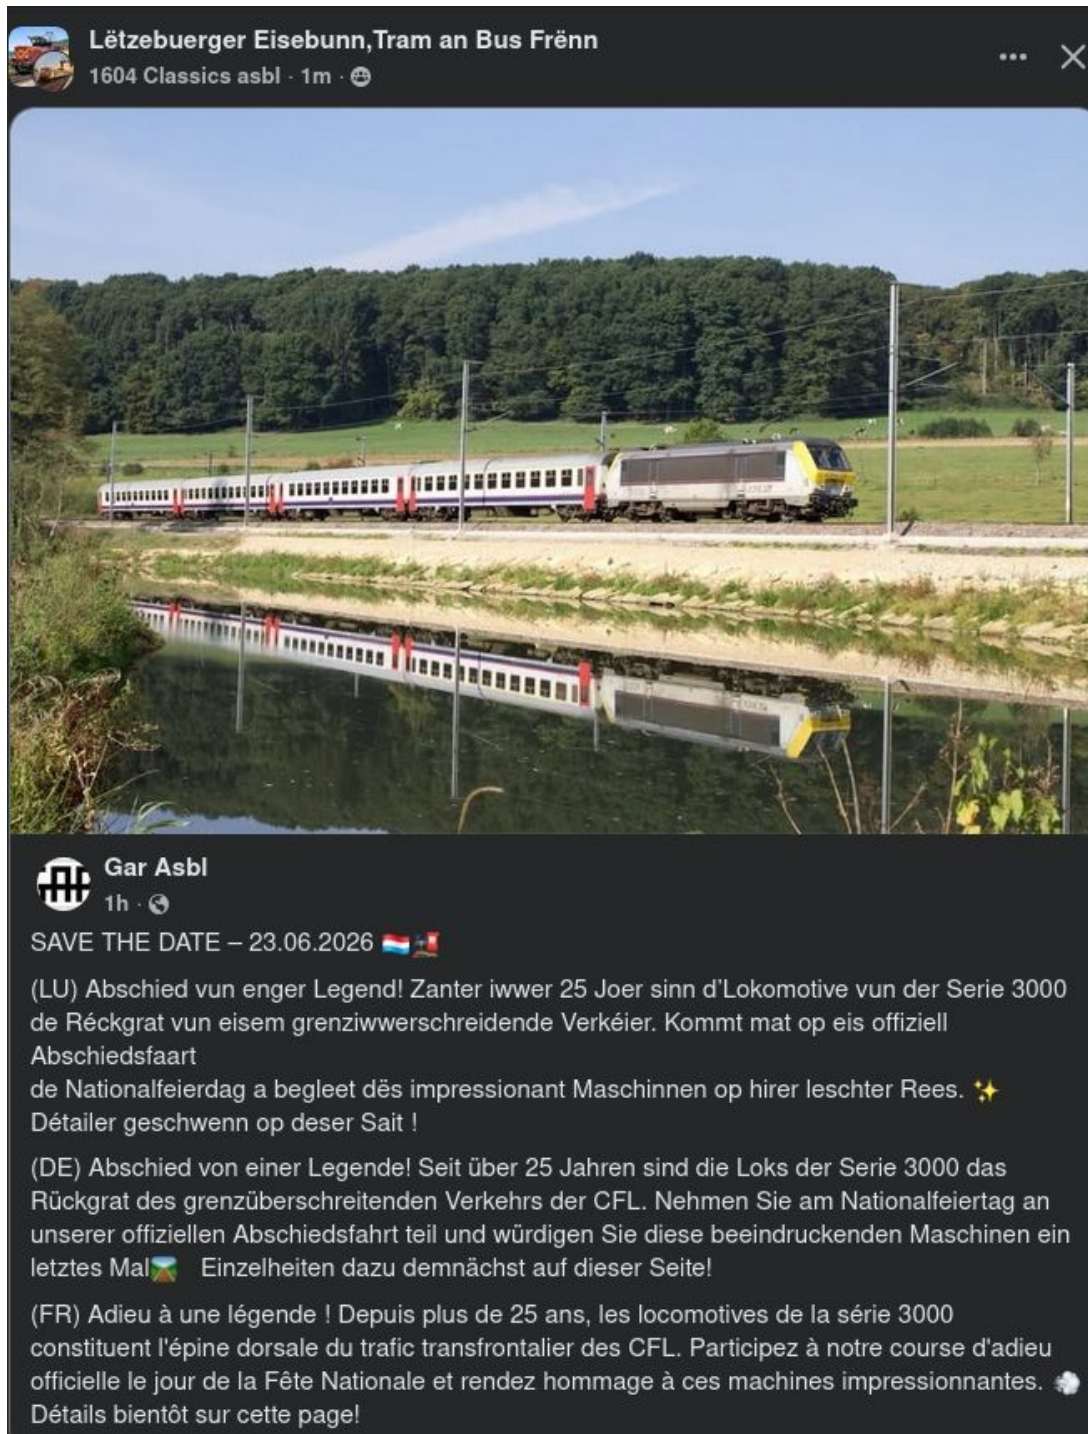 Lëtzebuerger Eisebunn,Tram an Bus Frënn
1604 Classics asbl · 1m ·
Gar Asbl
1h ·
SAVE THE DATE – 23.06.2026 🇱🇺🚂
(LU) Abschied vun enger Legend! Zanter iwwer 25 Joer sinn d'Lokomotive vun der Serie 3000
de Réckgrat vun eisem grenziwwerschreidende Verkéier. Kommt mat op eis offiziell
Abschiedsfaart
de Nationalfeierdag a begleet dës impressionant Maschinnen op hirer leschter Rees. ✨
Détailer geschwenn op deser Sait !
(DE) Abschied von einer Legende! Seit über 25 Jahren sind die Loks der Serie 3000 das
Rückgrat des grenzüberschreitenden Verkehrs der CFL. Nehmen Sie am Nationalfeiertag an
unserer offiziellen Abschiedsfahrt teil und würdigen Sie diese beeindruckenden Maschinen ein
letztes Mal🛤️ Einzelheiten dazu demnächst auf dieser Seite!
(FR) Adieu à une légende ! Depuis plus de 25 ans, les locomotives de la série 3000
constituent l'épine dorsale du trafic transfrontalier des CFL. Participez à notre course d'adieu
officielle le jour de la Fête Nationale et rendez hommage à ces machines impressionnantes. 💨
Détails bientôt sur cette page!